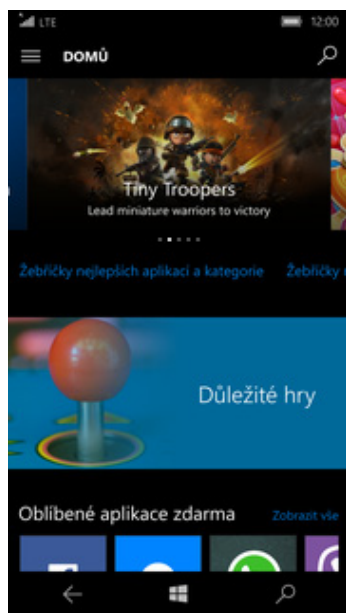 LTE 12:00
DOMŮ
Tiny Troopers
Lead miniature warriors to victory
Žebříčky nejlepších aplikací a kategorie Žebříčky
Důležité hry
Oblíbené aplikace zdarma Zobrazit vše